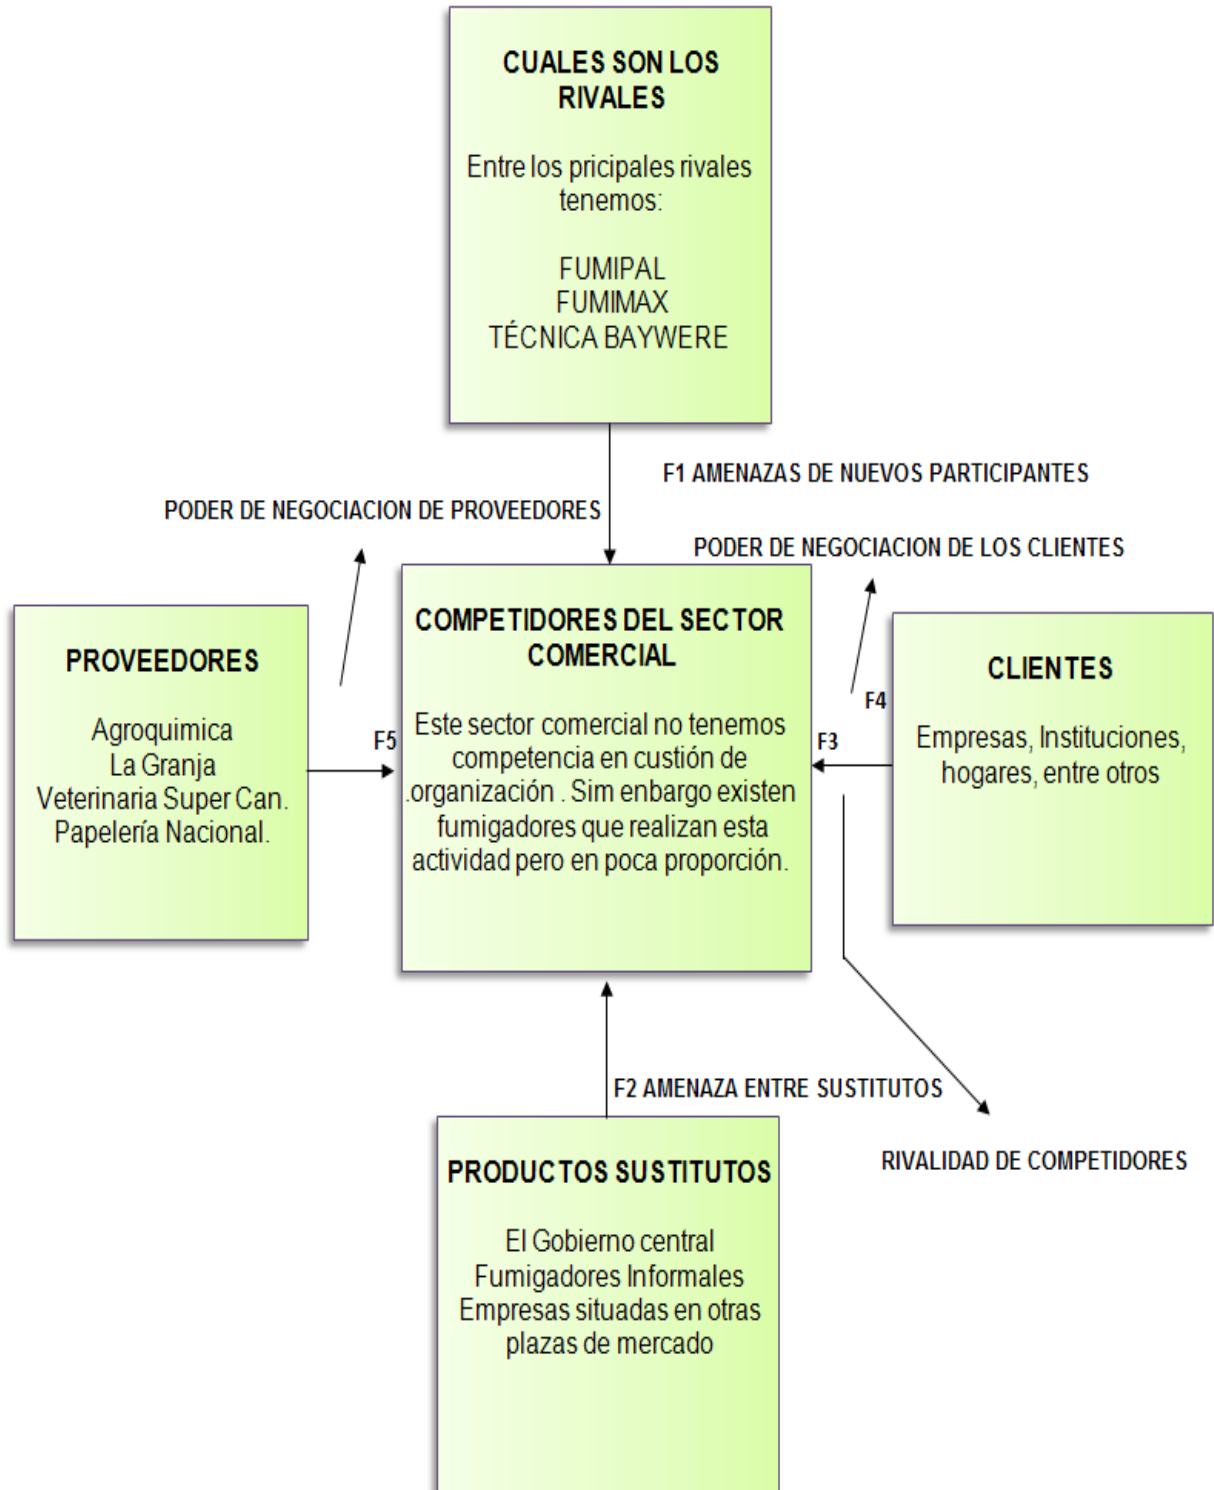 CUALES SON LOS
RIVALES
Entre los pricipales rivales
tenemos:
FUMIPAL
FUMIMAX
TÉCNICA BAYWERE
F1 AMENAZAS DE NUEVOS PARTICIPANTES
PODER DE NEGOCIACION DE PROVEEDORES
PODER DE NEGOCIACION DE LOS CLIENTES
PROVEEDORES
Agroquimica
La Granja
Veterinaria Super Can.
Papelería Nacional.
F5
COMPETIDORES DEL SECTOR
COMERCIAL
Este sector comercial no tenemos
competencia en custión de
.organización . Sim enbargo existen
fumigadores que realizan esta
actividad pero en poca proporción.
F3
F4
CLIENTES
Empresas, Instituciones,
hogares, entre otros
F2 AMENAZA ENTRE SUSTITUTOS
RIVALIDAD DE COMPETIDORES
PRODUCTOS SUSTITUTOS
El Gobierno central
Fumigadores Informales
Empresas situadas en otras
plazas de mercado